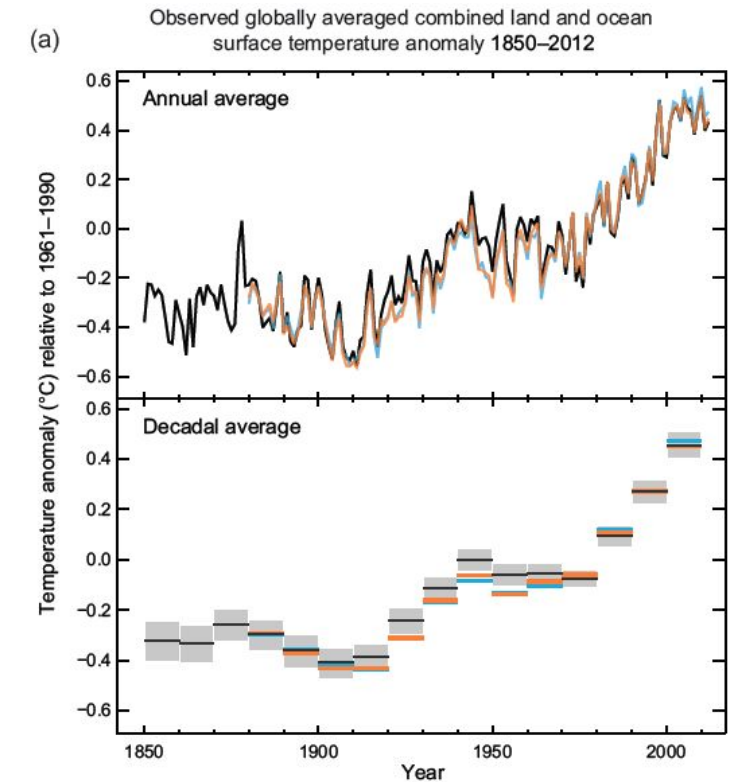 Observed globally averaged combined land and ocean
(a)
surface temperature anomaly 1850–2012
Temperature anomaly (°C) relative to 1961–1990
0.6
Annual average
0.4
0.2
0.0
−0.2
−0.4
−0.6
0.6
Decadal average
0.4
0.2
0.0
−0.2
−0.4
−0.6
1850 1900 1950 2000
Year